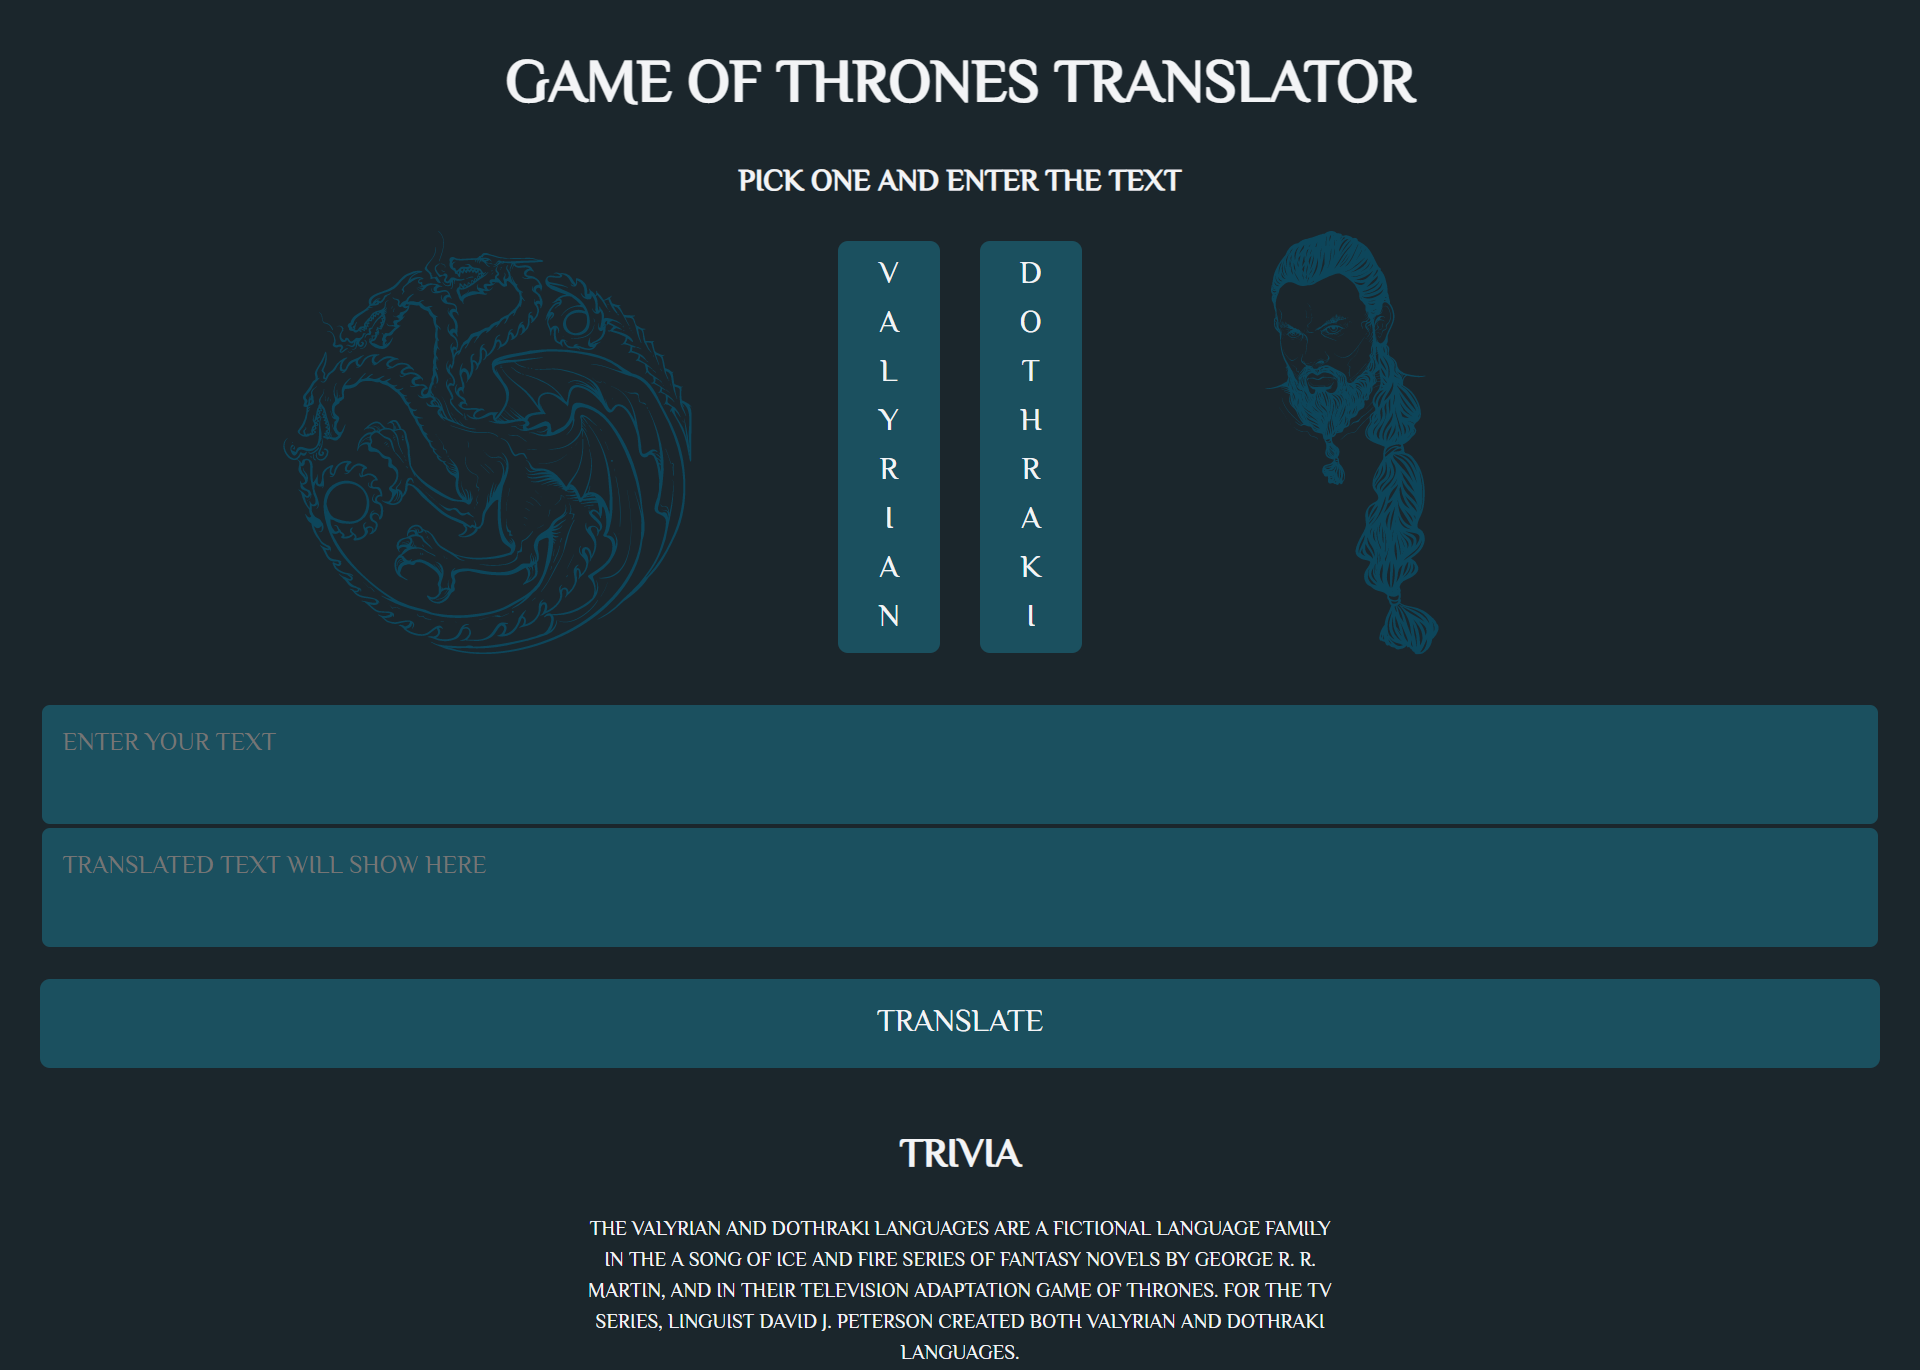 GAME OF THRONES TRANSLATOR
PICK ONE AND ENTER THE TEXT
VALYRIAN
DOTHRAKI
ENTER YOUR TEXT
TRANSLATED TEXT WILL SHOW HERE
TRANSLATE
TRIVIA
THE VALYRIAN AND DOTHRAKI LANGUAGES ARE A FICTIONAL LANGUAGE FAMILY
IN THE A SONG OF ICE AND FIRE SERIES OF FANTASY NOVELS BY GEORGE R. R.
MARTIN, AND IN THEIR TELEVISION ADAPTATION GAME OF THRONES. FOR THE TV
SERIES, LINGUIST DAVID J. PETERSON CREATED BOTH VALYRIAN AND DOTHRAKI
LANGUAGES.